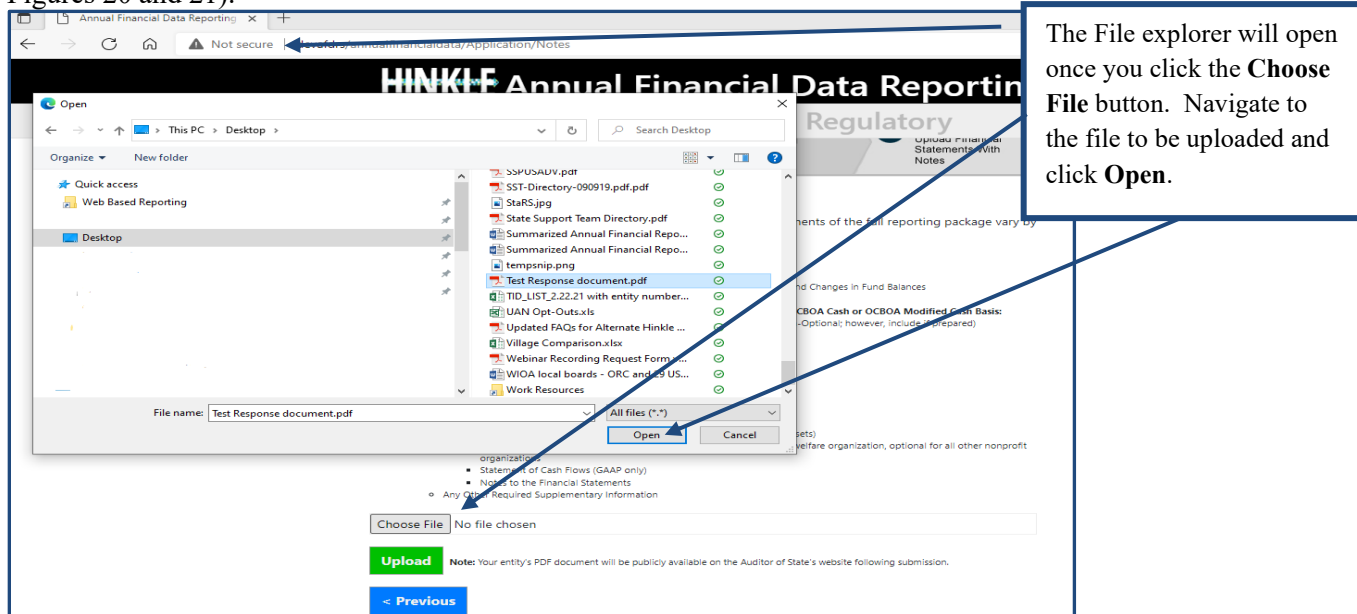 Figures 20 and 21).
Annual Financial Data Reporting
Not secure
annualfinancialdata/Application/Notes
HINKLE Annual Financial Data Reportin
Regulatory
Upload Financial
Statements With
Notes
The File explorer will open
once you click the Choose
File button. Navigate to
the file to be uploaded and
click Open.
Open
This PC > Desktop >
Search Desktop
Organize
New folder
Quick access
Web Based Reporting
Desktop
SSPUSADV.pdf
SST-Directory-090919.pdf.pdf
StaRS.jpg
State Support Team Directory.pdf
Summarized Annual Financial Repo...
Summarized Annual Financial Repo...
tempsnip.png
Test Response document.pdf
TID_LIST_2.22.21 with entity number...
UAN Opt-Outs.xls
Updated FAQs for Alternate Hinkle ...
Village Comparison.xlsx
Webinar Recording Request Form
WIOA local boards - ORC and 29 US...
Work Resources
File name: Test Response document.pdf
All files (*.*)
Open
Cancel
ents of the full reporting package vary by
nd Changes in Fund Balances
CBOA Cash or OCBOA Modified Cash Basis:
-Optional; however, include if prepared)
sets)
welfare organization, optional for all other nonprofit
organizations
Statement of Cash Flows (GAAP only)
Notes to the Financial Statements
Any Other Required Supplementary Information
Choose File No file chosen
Upload Note: Your entity's PDF document will be publicly available on the Auditor of State's website following submission.
< Previous